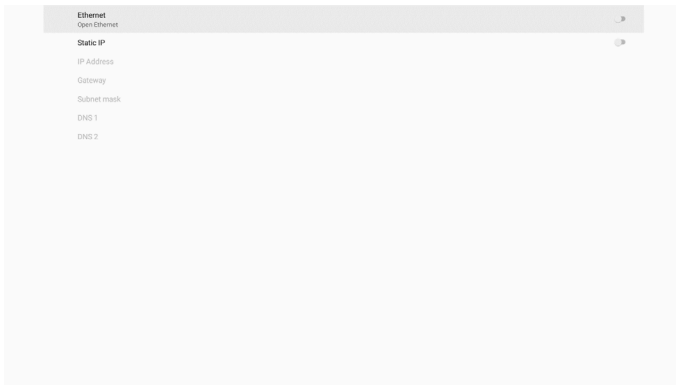 Ethernet
Open Ethernet
Static IP
IP Address
Gateway
Subnet mask
DNS 1
DNS 2